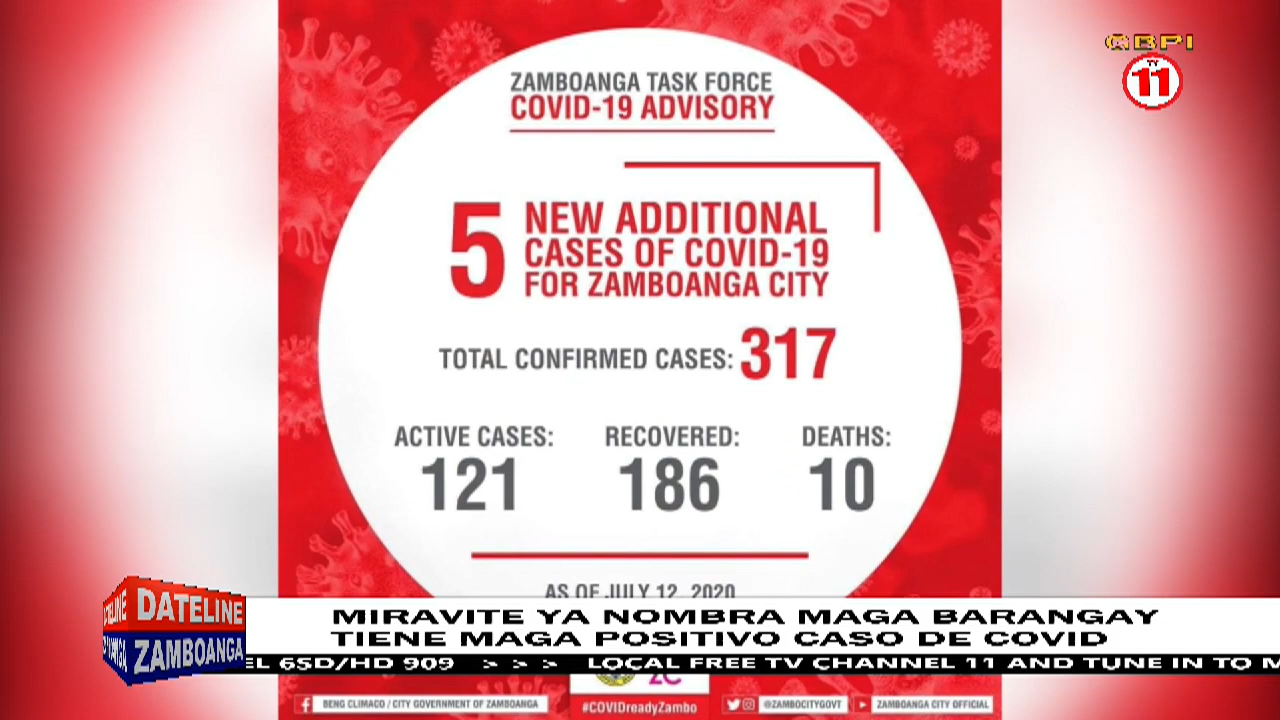 GBPI
TV
11
ZAMBOANGA TASK FORCE
COVID-19 ADVISORY
5 NEW ADDITIONAL
CASES OF COVID-19
FOR ZAMBOANGA CITY
TOTAL CONFIRMED CASES: 317
ACTIVE CASES: RECOVERED: DEATHS:
121 186 10
AS OF JULY 12, 2020
DATELINE
ZAMBOANGA
MIRAVITE YA NOMBRA MAGA BARANGAY
TIENE MAGA POSITIVO CASO DE COVID
EL 6SD/HD 909 > > > LOCAL FREE TV CHANNEL 11 AND TUNE IN TO M
BENG CLIMACO / CITY GOVERNMENT OF ZAMBOANGA
#COVIDreadyZambo
@ZAMBOCITYGOVT
ZAMBOANGA CITY OFFICIAL